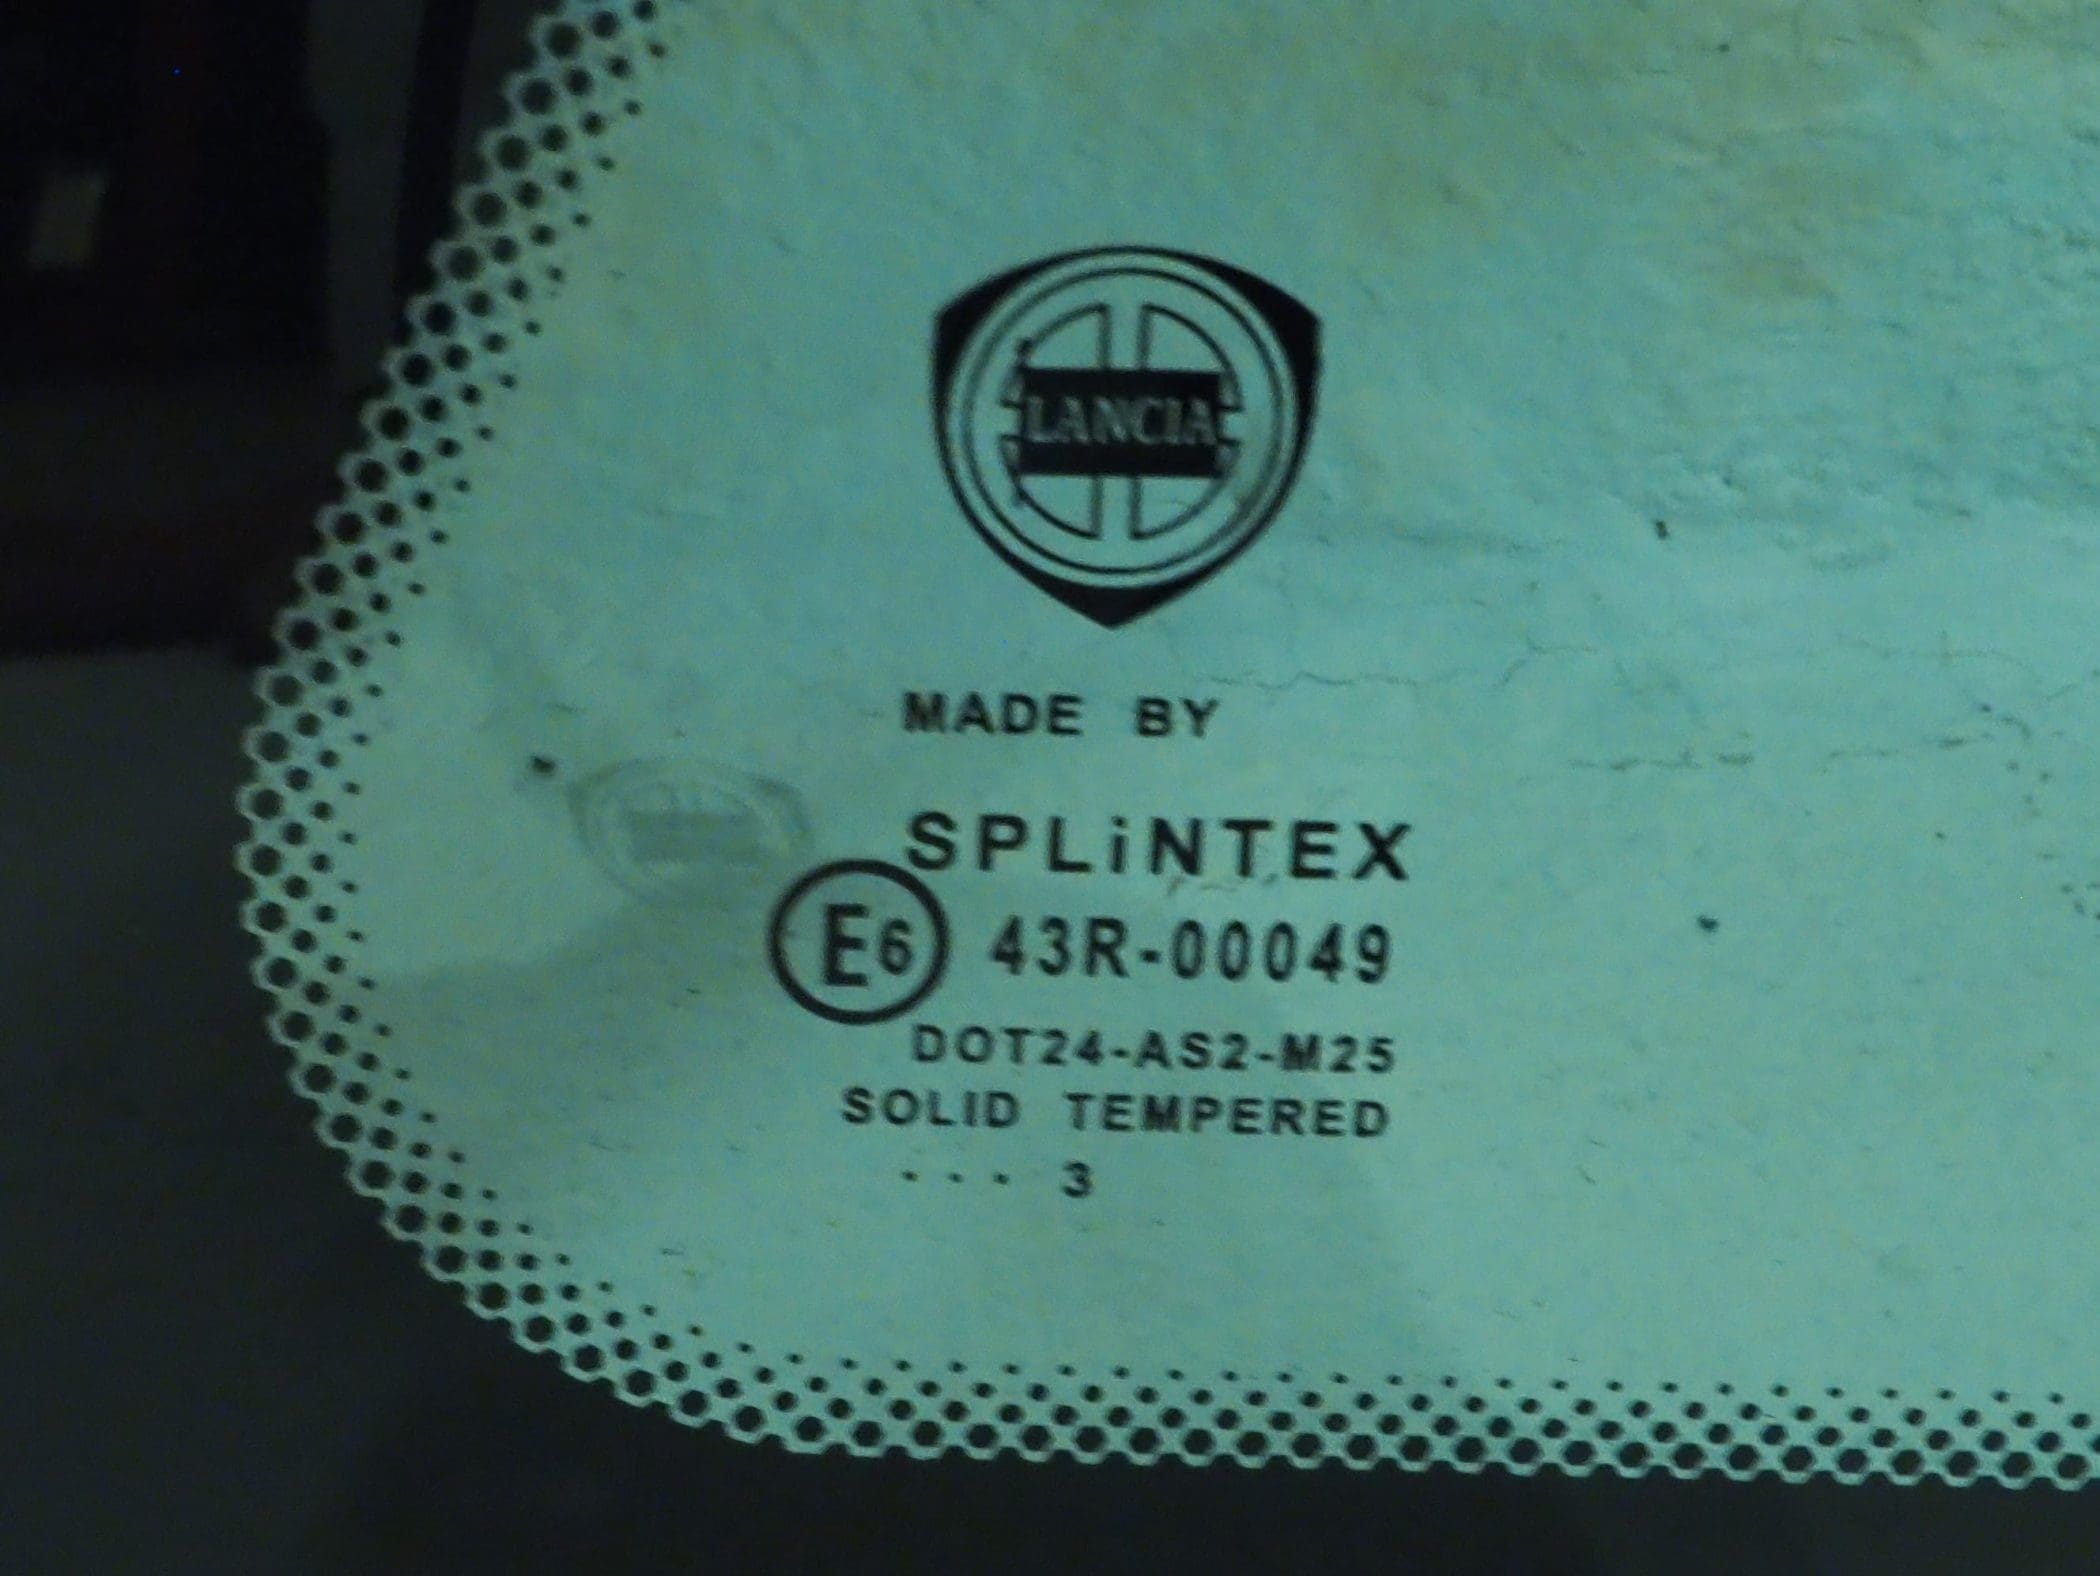 LANCIA
MADE BY
SPLiNTEX
E6 43R-00049
DOT24-AS2-M25
SOLID TEMPERED
... 3